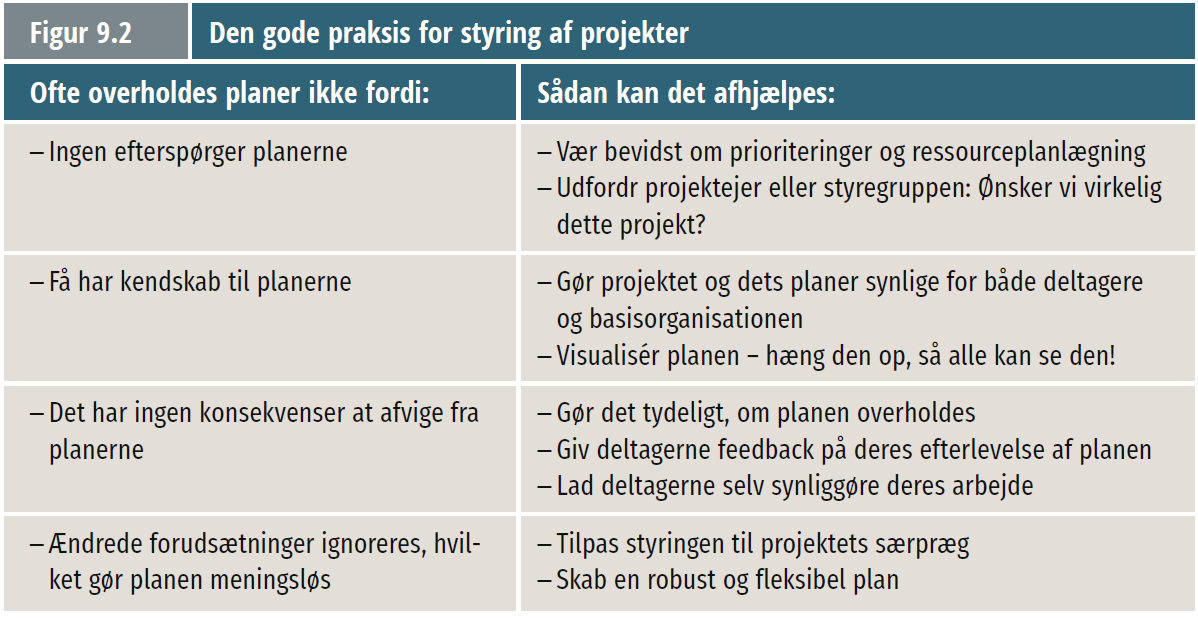 Figur 9.2
Den gode praksis for styring af projekter
Ofte overholdes planer ikke fordi:
Sådan kan det afhjælpes:
– Ingen efterspørger planerne
– Vær bevidst om prioriteringer og ressourceplanlægning
– Udfordr projektejer eller styregruppen: Ønsker vi virkelig
dette projekt?
– Få har kendskab til planerne
– Gør projektet og dets planer synlige for både deltagere
og basisorganisationen
– Visualisér planen – hæng den op, så alle kan se den!
– Det har ingen konsekvenser at afvige fra
planerne
– Gør det tydeligt, om planen overholdes
– Giv deltagerne feedback på deres efterlevelse af planen
– Lad deltagerne selv synliggøre deres arbejde
– Ændrede forudsætninger ignoreres, hvil-
ket gør planen meningsløs
– Tilpas styringen til projektets særpræg
– Skab en robust og fleksibel plan